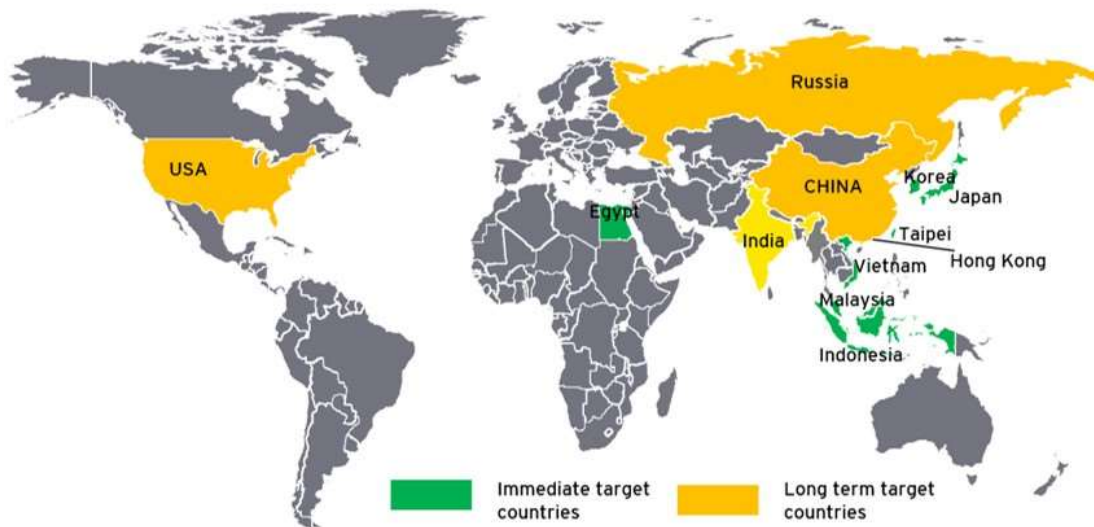 Russia
USA
CHINA
Korea
Japan
Egypt
India
Taipei
Hong Kong
Vietnam
Malaysia
Indonesia
Immediate target
countries
Long term target
countries